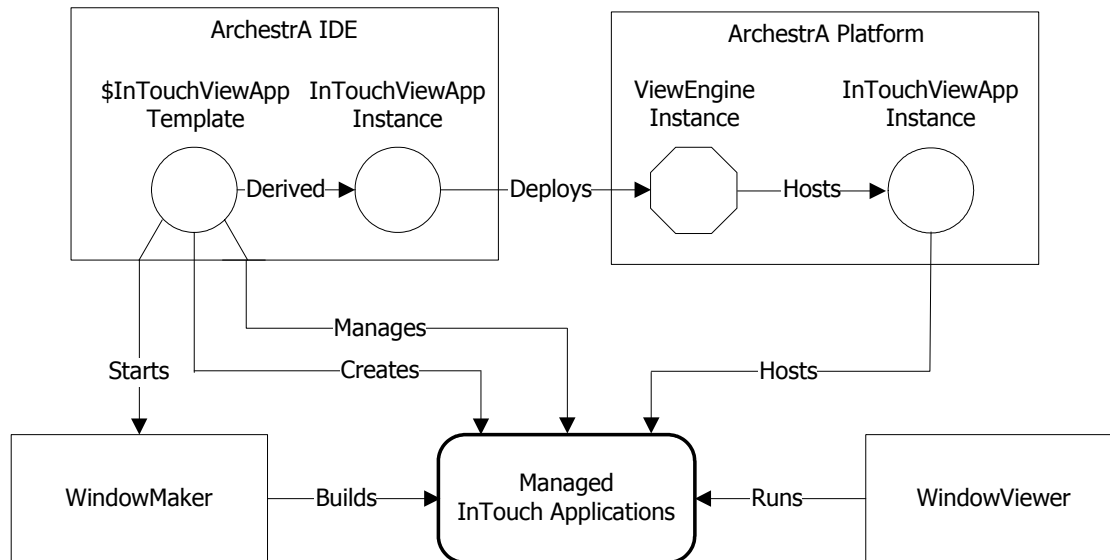 ArchestrA IDE
ArchestrA Platform
$InTouchViewApp
Template
InTouchViewApp
Instance
ViewEngine
Instance
InTouchViewApp
Instance
Derived
Deploys
Hosts
Manages
Starts
Creates
Hosts
WindowMaker
Builds
Managed
InTouch Applications
Runs
WindowViewer